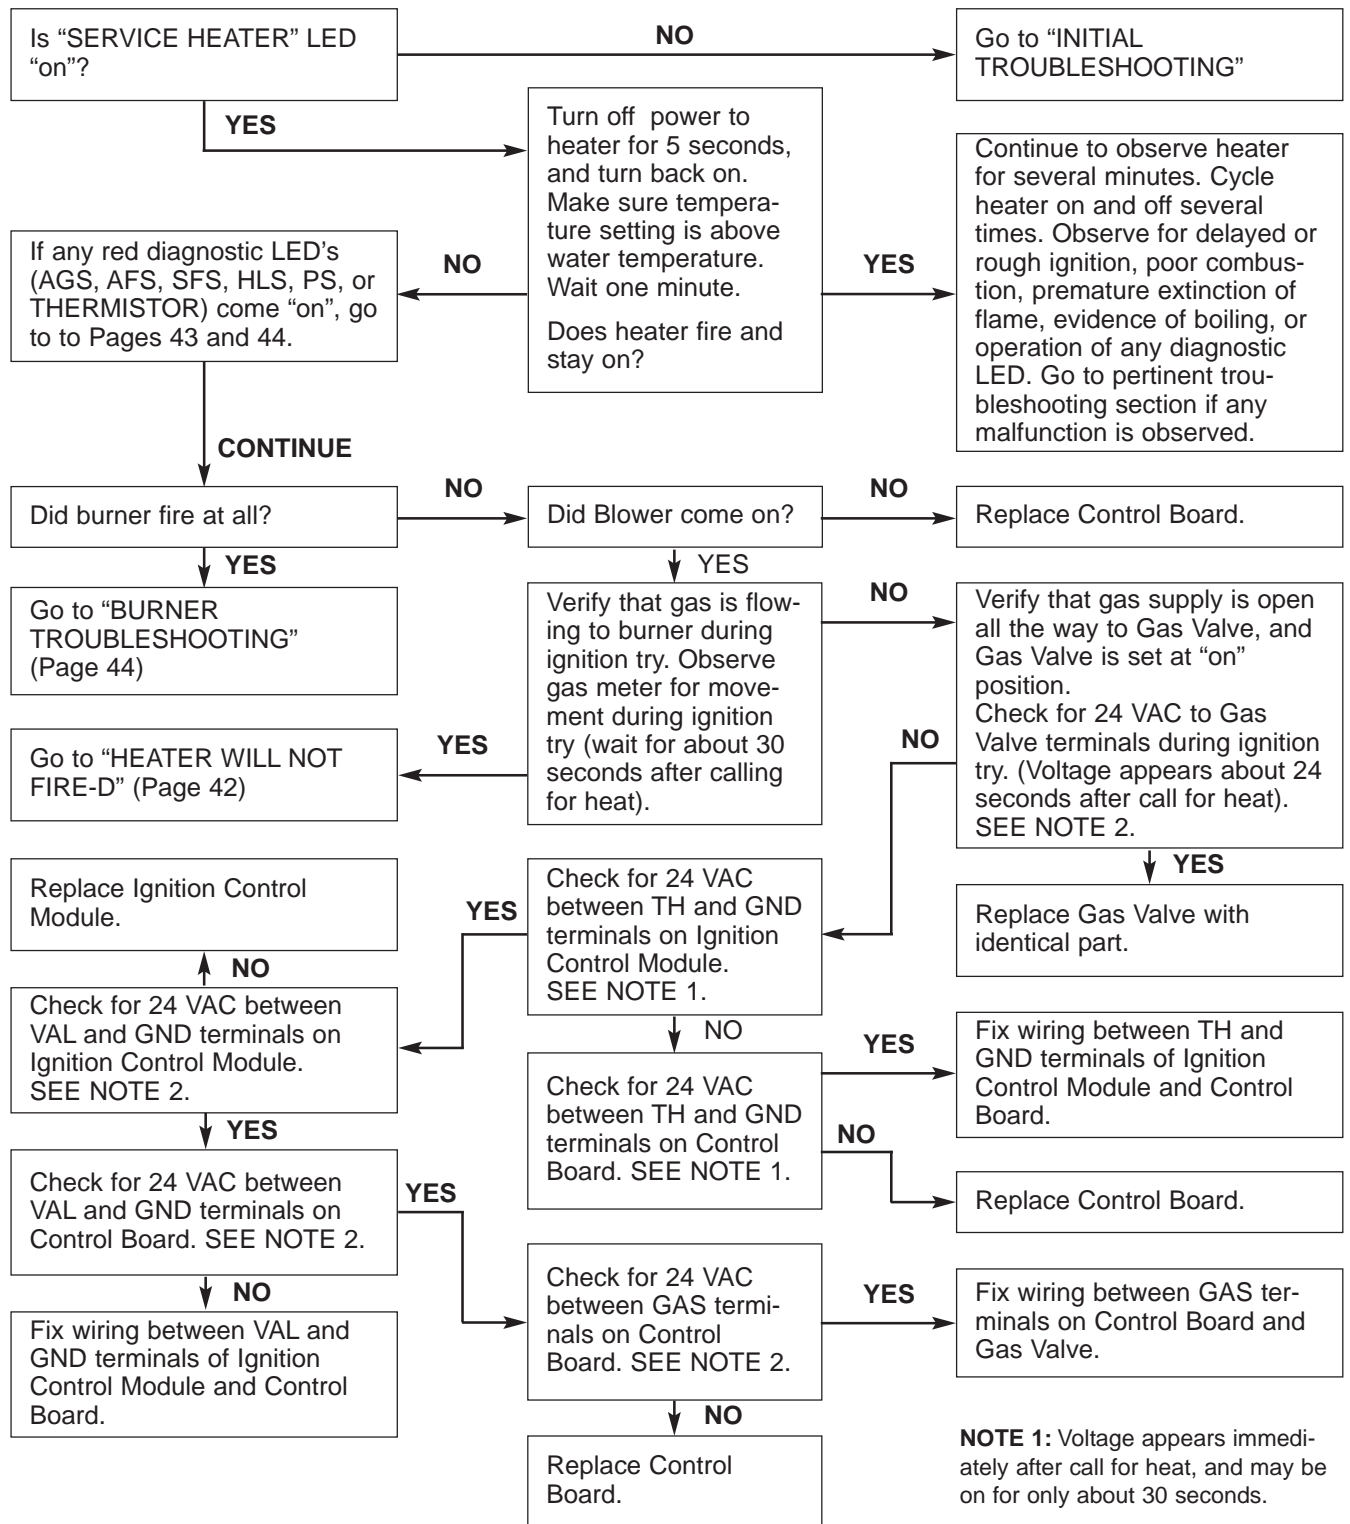 Is “SERVICE HEATER” LED
“on”?
NO
Go to “INITIAL
TROUBLESHOOTING”
YES
Turn off  power to
heater for 5 seconds,
and turn back on.
Make sure tempera-
ture setting is above
water temperature.
Wait one minute.
Does heater fire and
stay on?
YES
Continue to observe heater
for several minutes. Cycle
heater on and off several
times. Observe for delayed or
rough ignition, poor combus-
tion, premature extinction of
flame, evidence of boiling, or
operation of any diagnostic
LED. Go to pertinent trou-
bleshooting section if any
malfunction is observed.
NO
If any red diagnostic LED’s
(AGS, AFS, SFS, HLS, PS, or
THERMISTOR) come “on”, go
to to Pages 43 and 44.
CONTINUE
Did burner fire at all?
NO
Did Blower come on?
NO
Replace Control Board.
YES
Go to “BURNER
TROUBLESHOOTING”
(Page 44)
YES
Verify that gas is flow-
ing to burner during
ignition try. Observe
gas meter for move-
ment during ignition
try (wait for about 30
seconds after calling
for heat).
NO
Verify that gas supply is open
all the way to Gas Valve, and
Gas Valve is set at “on”
position.
Check for 24 VAC to Gas
Valve terminals during ignition
try. (Voltage appears about 24
seconds after call for heat).
SEE NOTE 2.
YES
Go to “HEATER WILL NOT
FIRE-D” (Page 42)
NO
YES
Replace Gas Valve with
identical part.
Check for 24 VAC
between TH and GND
terminals on Ignition
Control Module.
SEE NOTE 1.
YES
Replace Ignition Control
Module.
NO
Check for 24 VAC between
VAL and GND terminals on
Ignition Control Module.
SEE NOTE 2.
NO
Check for 24 VAC
between TH and GND
terminals on Control
Board. SEE NOTE 1.
YES
Fix wiring between TH and
GND terminals of Ignition
Control Module and Control
Board.
NO
Replace Control Board.
YES
Check for 24 VAC between
VAL and GND terminals on
Control Board. SEE NOTE 2.
YES
Check for 24 VAC
between GAS termi-
nals on Control
Board. SEE NOTE 2.
YES
Fix wiring between GAS ter-
minals on Control Board and
Gas Valve.
NO
Fix wiring between VAL and
GND terminals of Ignition
Control Module and Control
Board.
NO
Replace Control
Board.
NOTE 1: Voltage appears immedi-
ately after call for heat, and may be
on for only about 30 seconds.